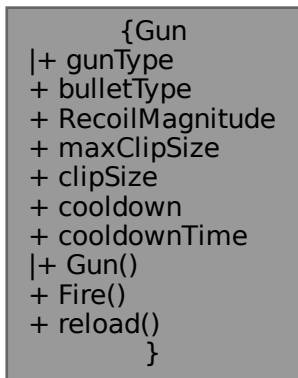 {Gun
|+ gunType
+ bulletType
+ RecoilMagnitude
+ maxClipSize
+ clipSize
+ cooldown
+ cooldownTime
|+ Gun()
+ Fire()
+ reload()
}